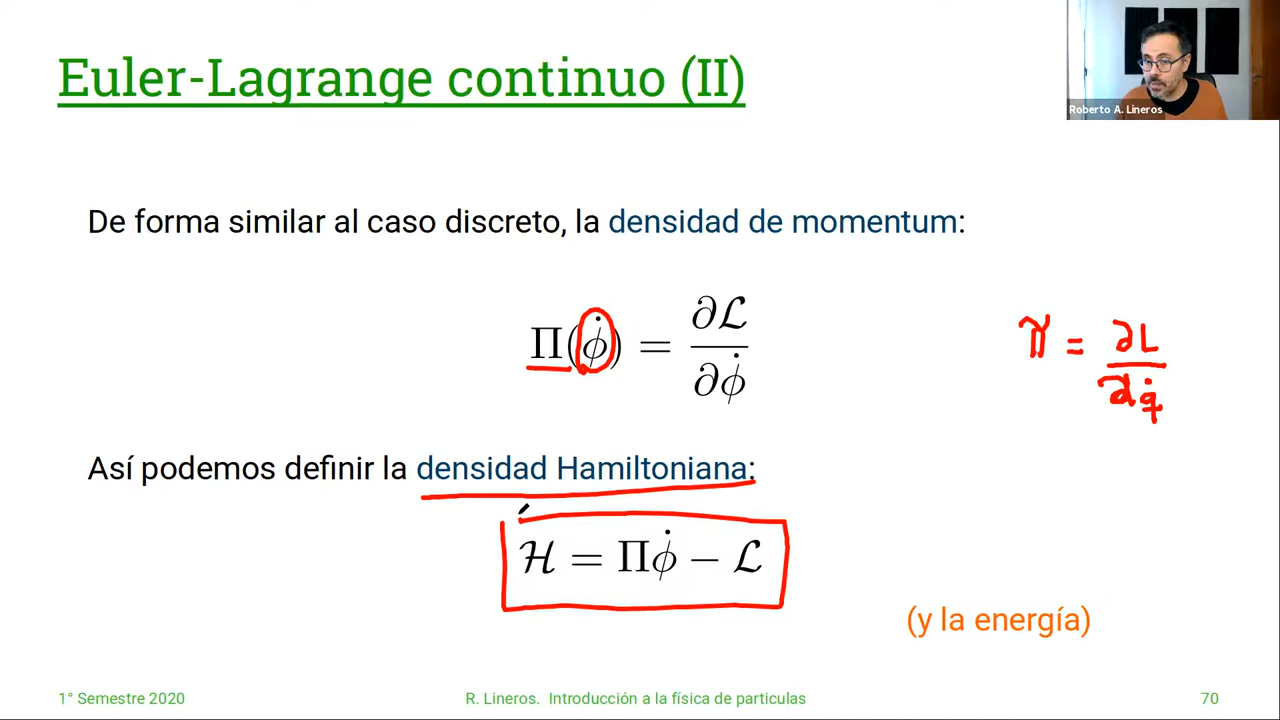 Euler-Lagrange continuo (II)
Roberto A. Lineros
De forma similar al caso discreto, la densidad de momentum:
Π(ϕ̇) = ∂ℒ/∂ϕ̇
π = ∂L/∂q̇
Así podemos definir la densidad Hamiltoniana:
ℋ = Πϕ̇ − ℒ
(y la energía)
1° Semestre 2020
R. Lineros. Introducción a la física de particulas
70